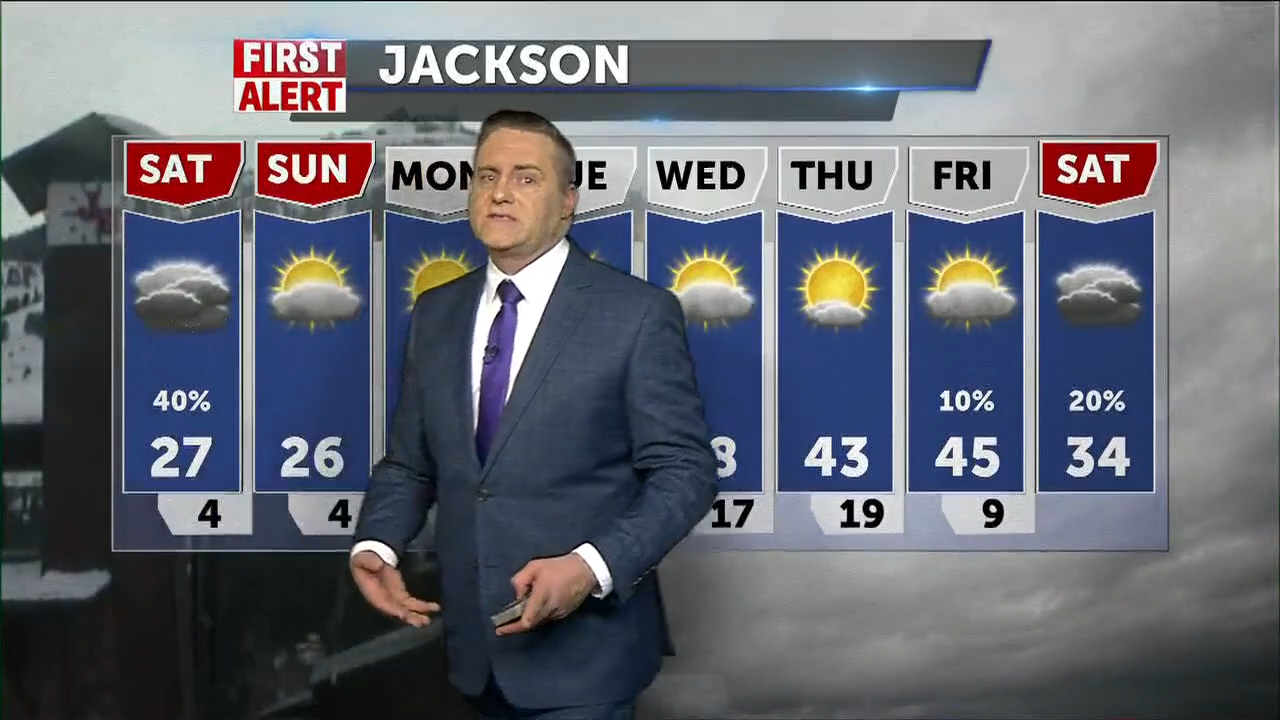 FIRST
ALERT
JACKSON
SAT SUN MON WED THU FRI SAT
40% 10% 20%
27 26 43 45 34
4 4 17 19 9